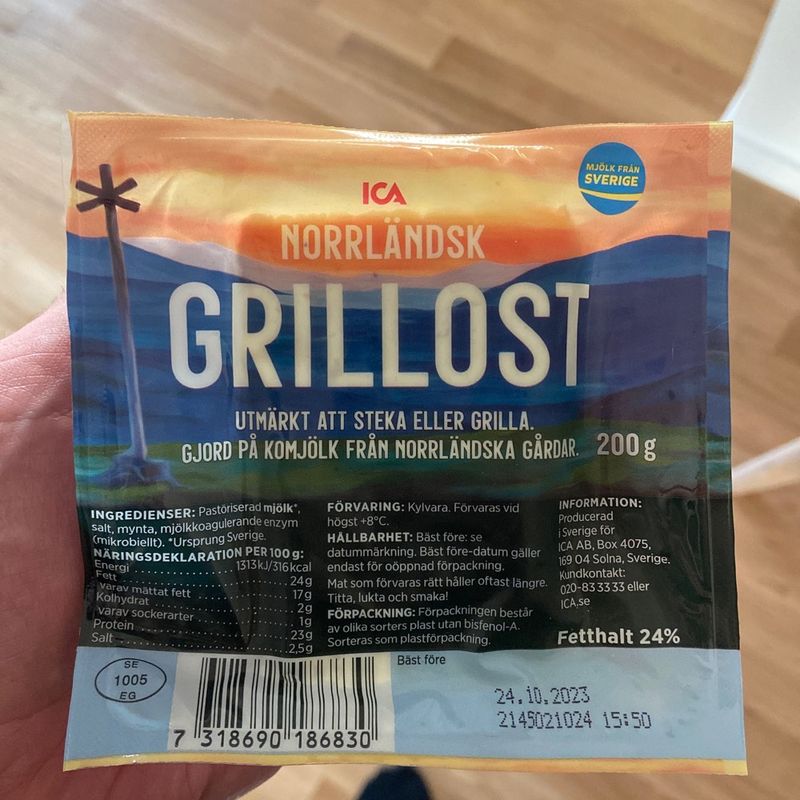 ICA
MJÖLK FRÅN
SVERIGE
NORRLÄNDSK
GRILLOST
UTMÄRKT ATT STEKA ELLER GRILLA.
GJORD PÅ KOMJÖLK FRÅN NORRLÄNDSKA GÅRDAR.
200 g
INGREDIENSER: Pastöriserad mjölk*,
salt, mynta, mjölkkoagulerande enzym
(mikrobiellt). *Ursprung Sverige.
NÄRINGSDEKLARATION PER 100 g:
Energi 1313 kJ/316 kcal
Fett 24g
varav mättat fett 17g
Kolhydrat 2g
varav sockerarter 1g
Protein 23g
Salt 2,5g
FÖRVARING: Kylvara. Förvaras vid
högst +8°C.
HÅLLBARHET: Bäst före: se
datummärkning. Bäst före-datum gäller
endast för oöppnad förpackning.
Mat som förvaras rätt håller oftast längre.
Titta, lukta och smaka!
FÖRPACKNING: Förpackningen består
av olika sorters plast utan bisfenol-A.
Sorteras som plastförpackning.
INFORMATION:
Producerad
i Sverige för
ICA AB, Box 4075,
169 04 Solna, Sverige.
Kundkontakt:
020-83 33 33 eller
ICA.se
Fetthalt 24%
SE
1005
EG
7 318690 186830
Bäst före
24.10.2023
2145021024 15:50